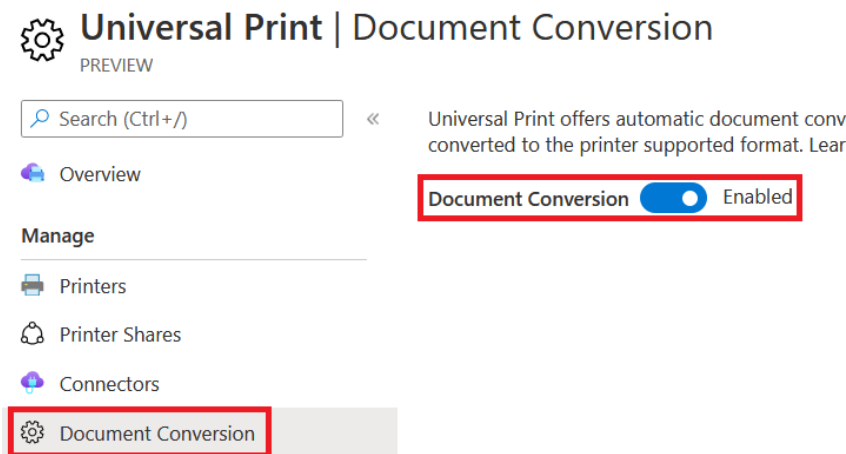 Universal Print | Document Conversion
PREVIEW
Search (Ctrl+/)
«
Overview
Manage
Printers
Printer Shares
Connectors
Document Conversion
Universal Print offers automatic document conv
converted to the printer supported format. Lear
Document Conversion Enabled